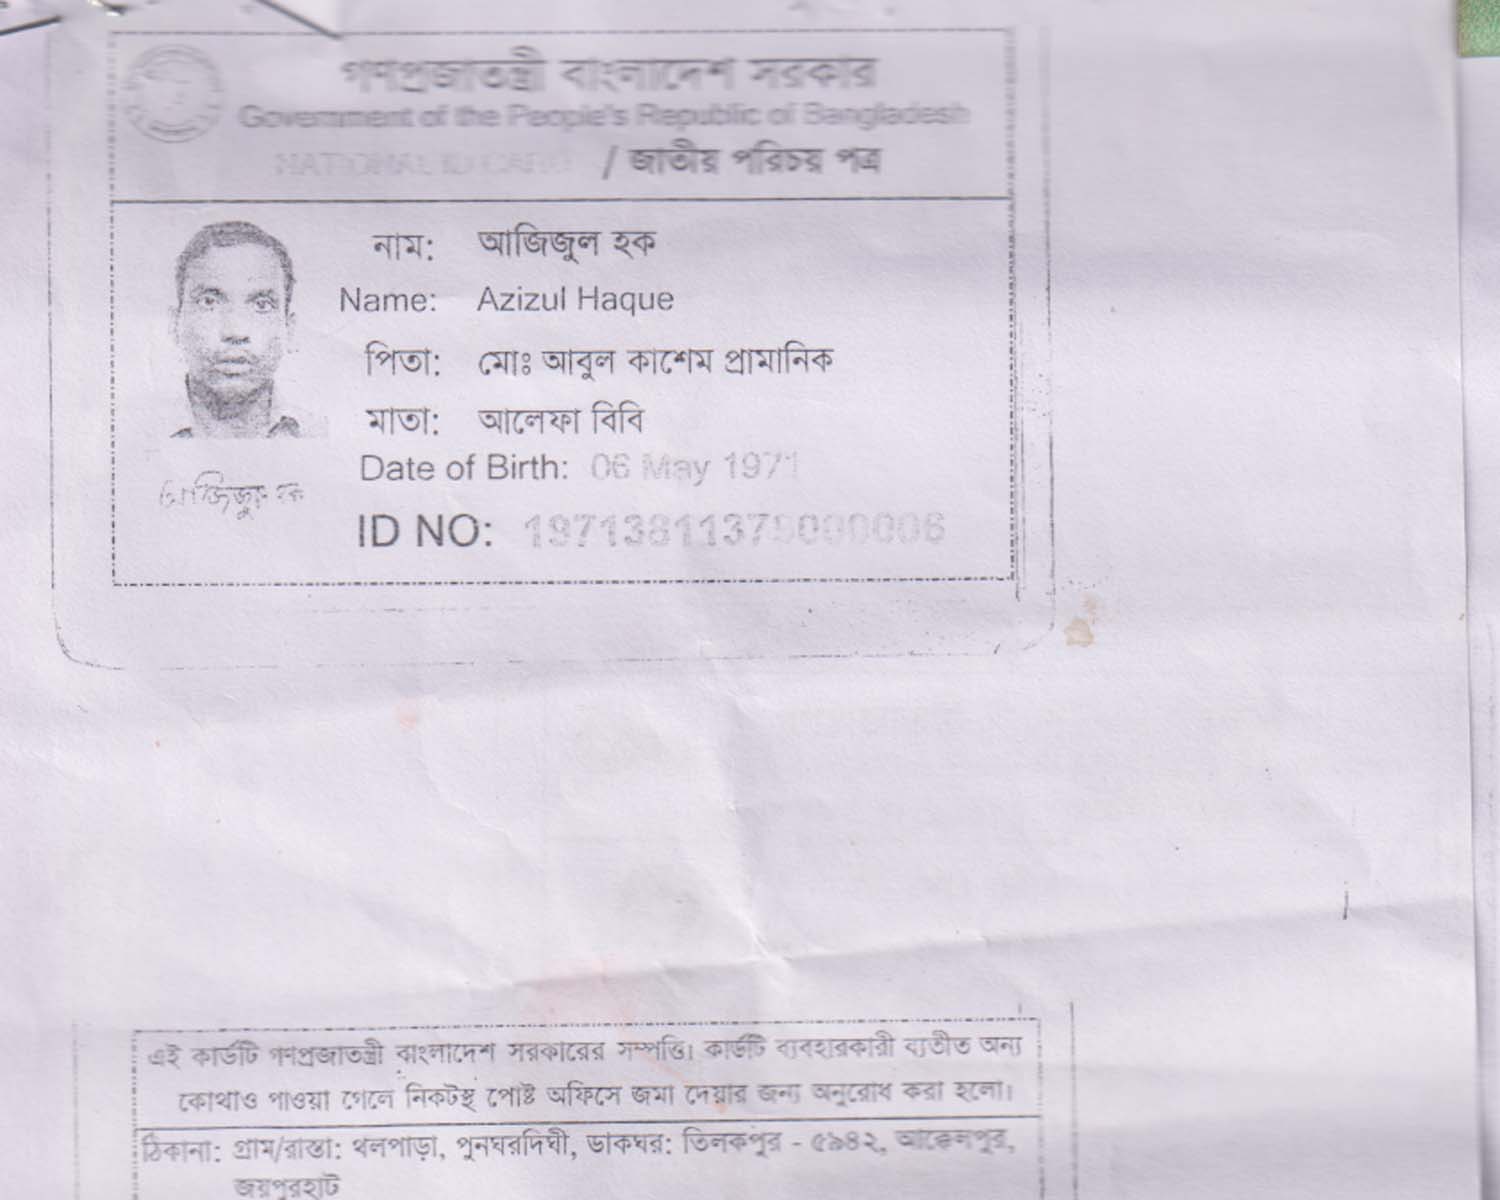 গণপ্রজাতন্ত্রী বাংলাদেশ সরকার
Government of the People's Republic of Bangladesh
NATIONAL ID CARD / জাতীয় পরিচয় পত্র
নাম: আজিজুল হক
Name: Azizul Haque
পিতা: মোঃ আবুল কাশেম প্রামানিক
মাতা: আলেফা বিবি
Date of Birth: 06 May 1971
আজিজুল হক
ID NO: 19713811375000006
এই কার্ডটি গণপ্রজাতন্ত্রী বাংলাদেশ সরকারের সম্পত্তি। কার্ডটি ব্যবহারকারী ব্যতীত অন্য
কোথাও পাওয়া গেলে নিকটস্থ পোষ্ট অফিসে জমা দেয়ার জন্য অনুরোধ করা হলো।
ঠিকানা: গ্রাম/রাস্তা: থলপাড়া, পুনঘরদিঘী, ডাকঘর: তিলকপুর - ৫৯৪২, আক্কেলপুর,
জয়পুরহাট